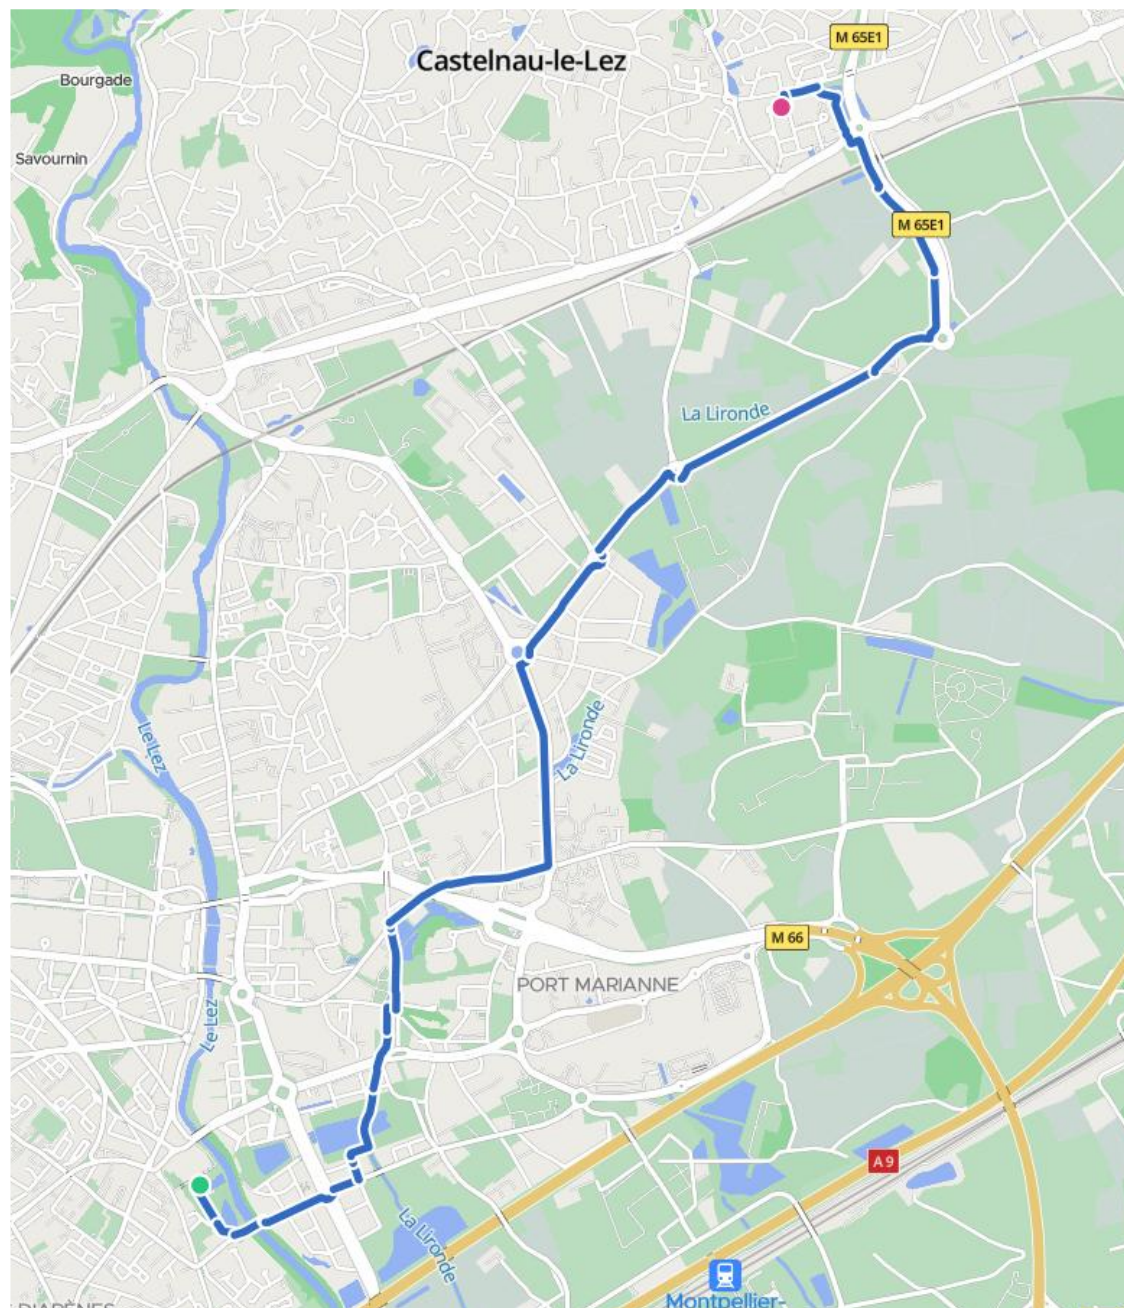 M 65E1
Castelnau-le-Lez
Bourgade
Savournin
M 65E1
La Lironde
La Lironde
Le Lez
M 66
PORT MARIANNE
Le Lez
A 9
La Lironde
Montpellier-